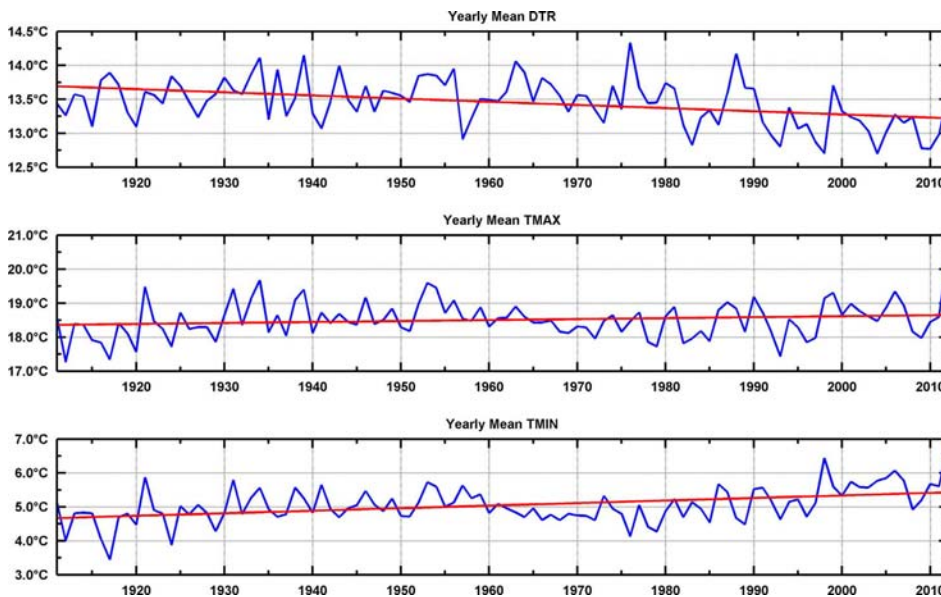 Yearly Mean DTR
14.5°C
14.0°C
13.5°C
13.0°C
12.5°C
1920 1930 1940 1950 1960 1970 1980 1990 2000 2010
Yearly Mean TMAX
21.0°C
20.0°C
19.0°C
18.0°C
17.0°C
1920 1930 1940 1950 1960 1970 1980 1990 2000 2010
Yearly Mean TMIN
7.0°C
6.0°C
5.0°C
4.0°C
3.0°C
1920 1930 1940 1950 1960 1970 1980 1990 2000 2010